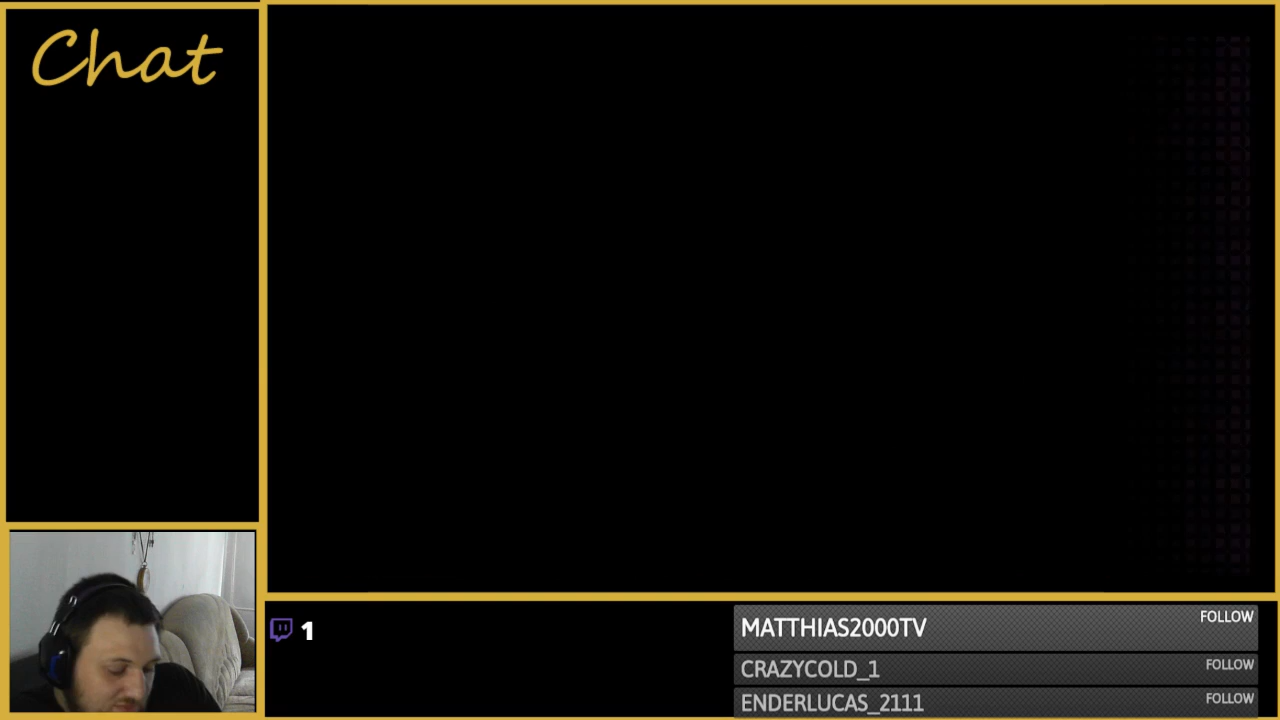 Chat
1
MATTHIAS2000TV FOLLOW
CRAZYCOLD_1 FOLLOW
ENDERLUCAS_2111 FOLLOW